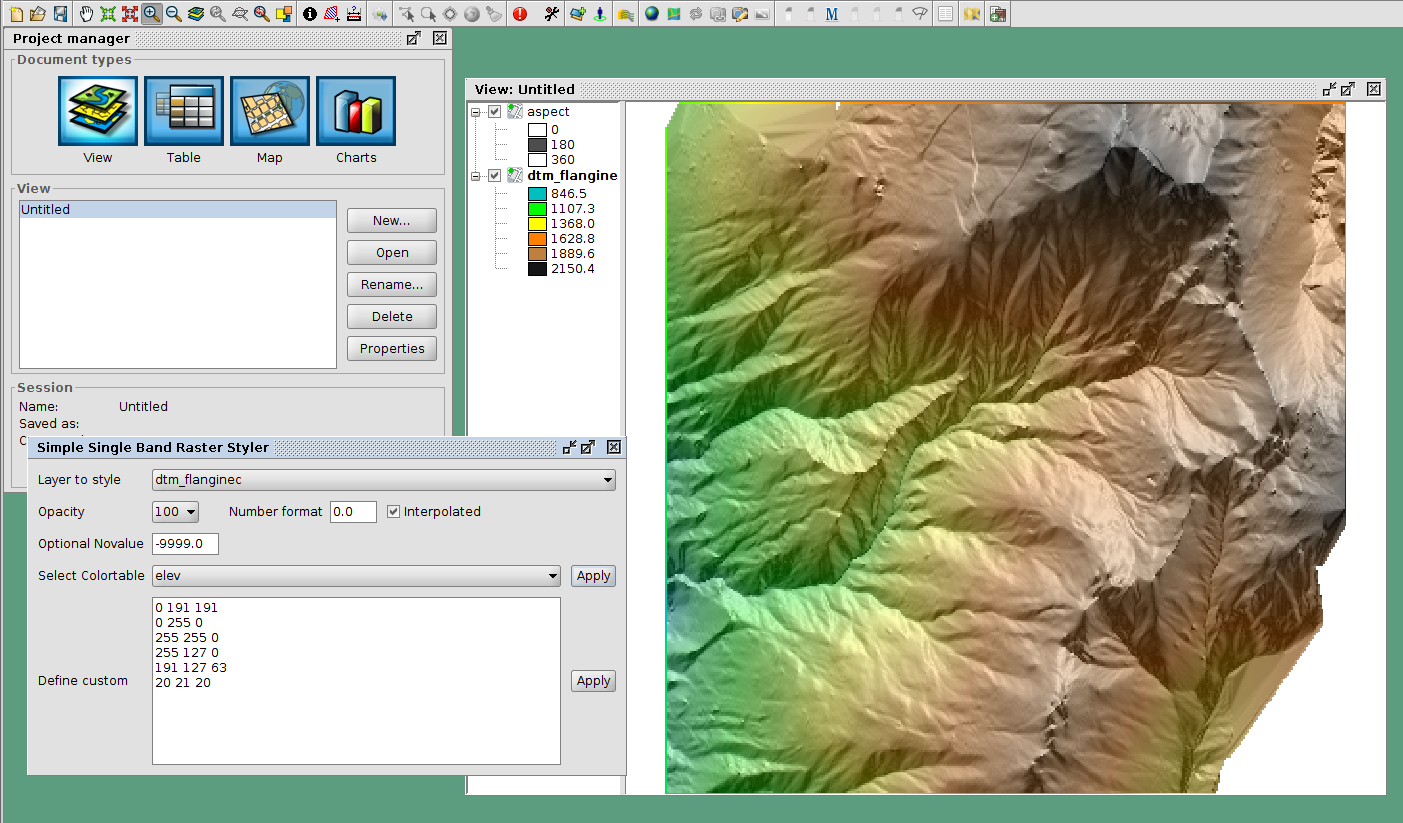 M
Project manager
Document types
View
Table
Map
Charts
View
Untitled
New...
Open
Rename...
Delete
Properties
Session
Name: Untitled
Saved as:
View: Untitled
aspect
0
180
360
dtm_flangine
846.5
1107.3
1368.0
1628.8
1889.6
2150.4
Simple Single Band Raster Styler
Layer to style dtm_flanginec
Opacity 100 Number format 0.0 Interpolated
Optional Novalue -9999.0
Select Colortable elev Apply
0 191 191
0 255 0
255 255 0
255 127 0
191 127 63
20 21 20
Define custom Apply